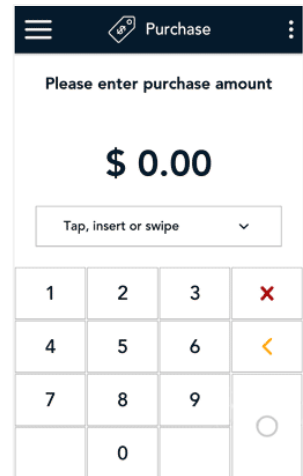 Purchase
Please enter purchase amount
$ 0.00
Tap, insert or swipe
1 2 3
4 5 6
7 8 9
0